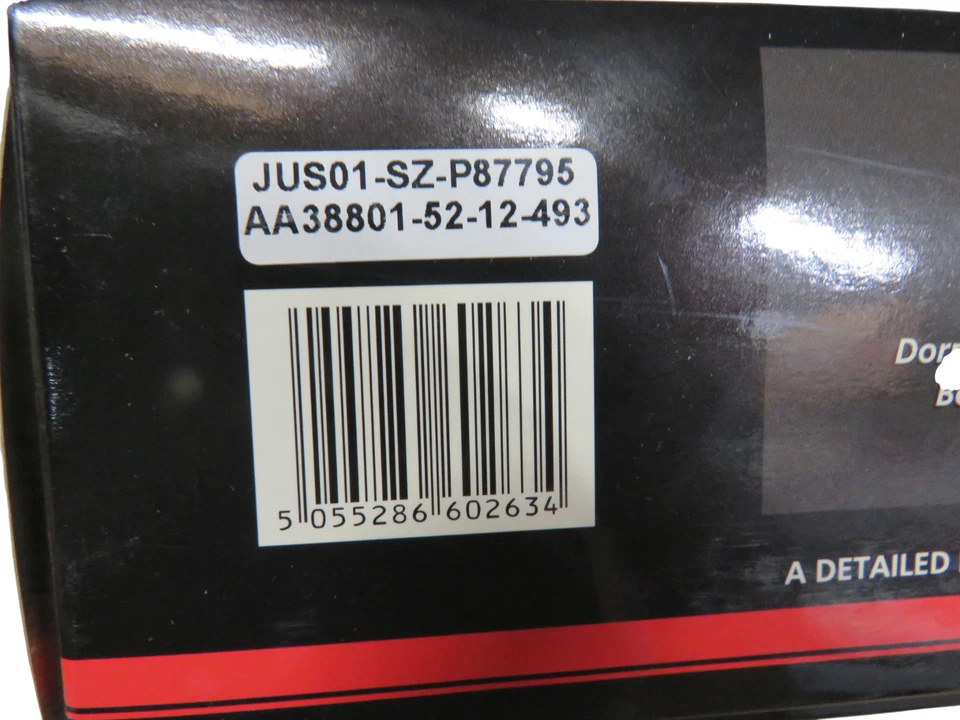 JUS01-SZ-P87795
AA38801-52-12-493
5 055286 602634
A DETAILED